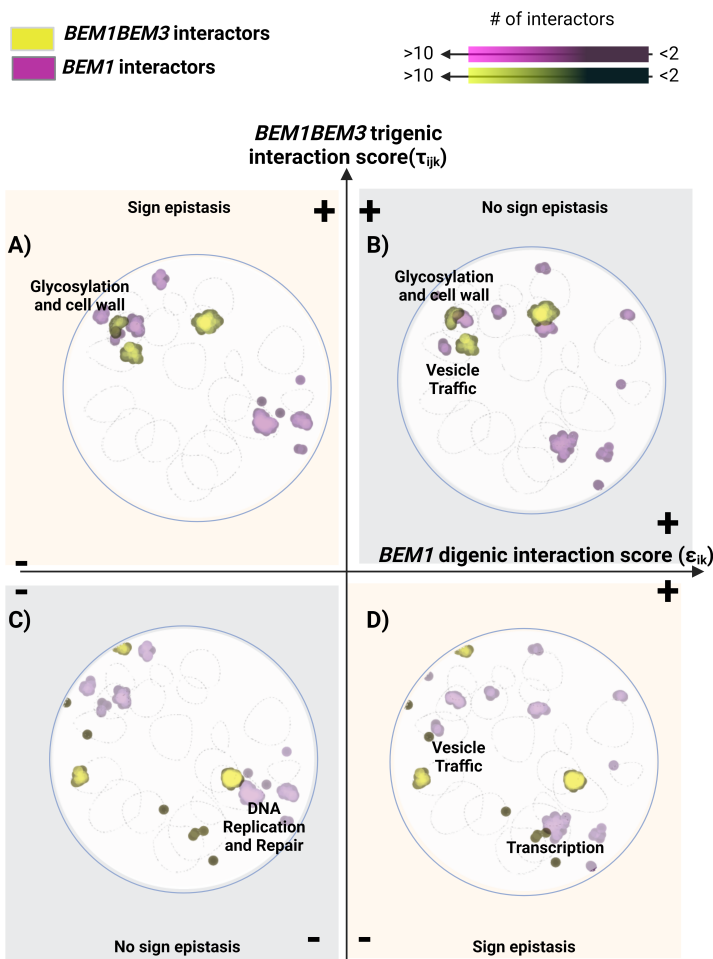 BEM1BEM3 interactors
BEM1 interactors
# of interactors
>10 <2
>10 <2
BEM1BEM3 trigenic
interaction score(τijk)
Sign epistasis
+
+
No sign epistasis
A)
Glycosylation
and cell wall
B)
Glycosylation
and cell wall
Vesicle
Traffic
+
-
BEM1 digenic interaction score (εik)
-
+
C)
DNA
Replication
and Repair
-
No sign epistasis
D)
Vesicle
Traffic
Transcription
-
Sign epistasis